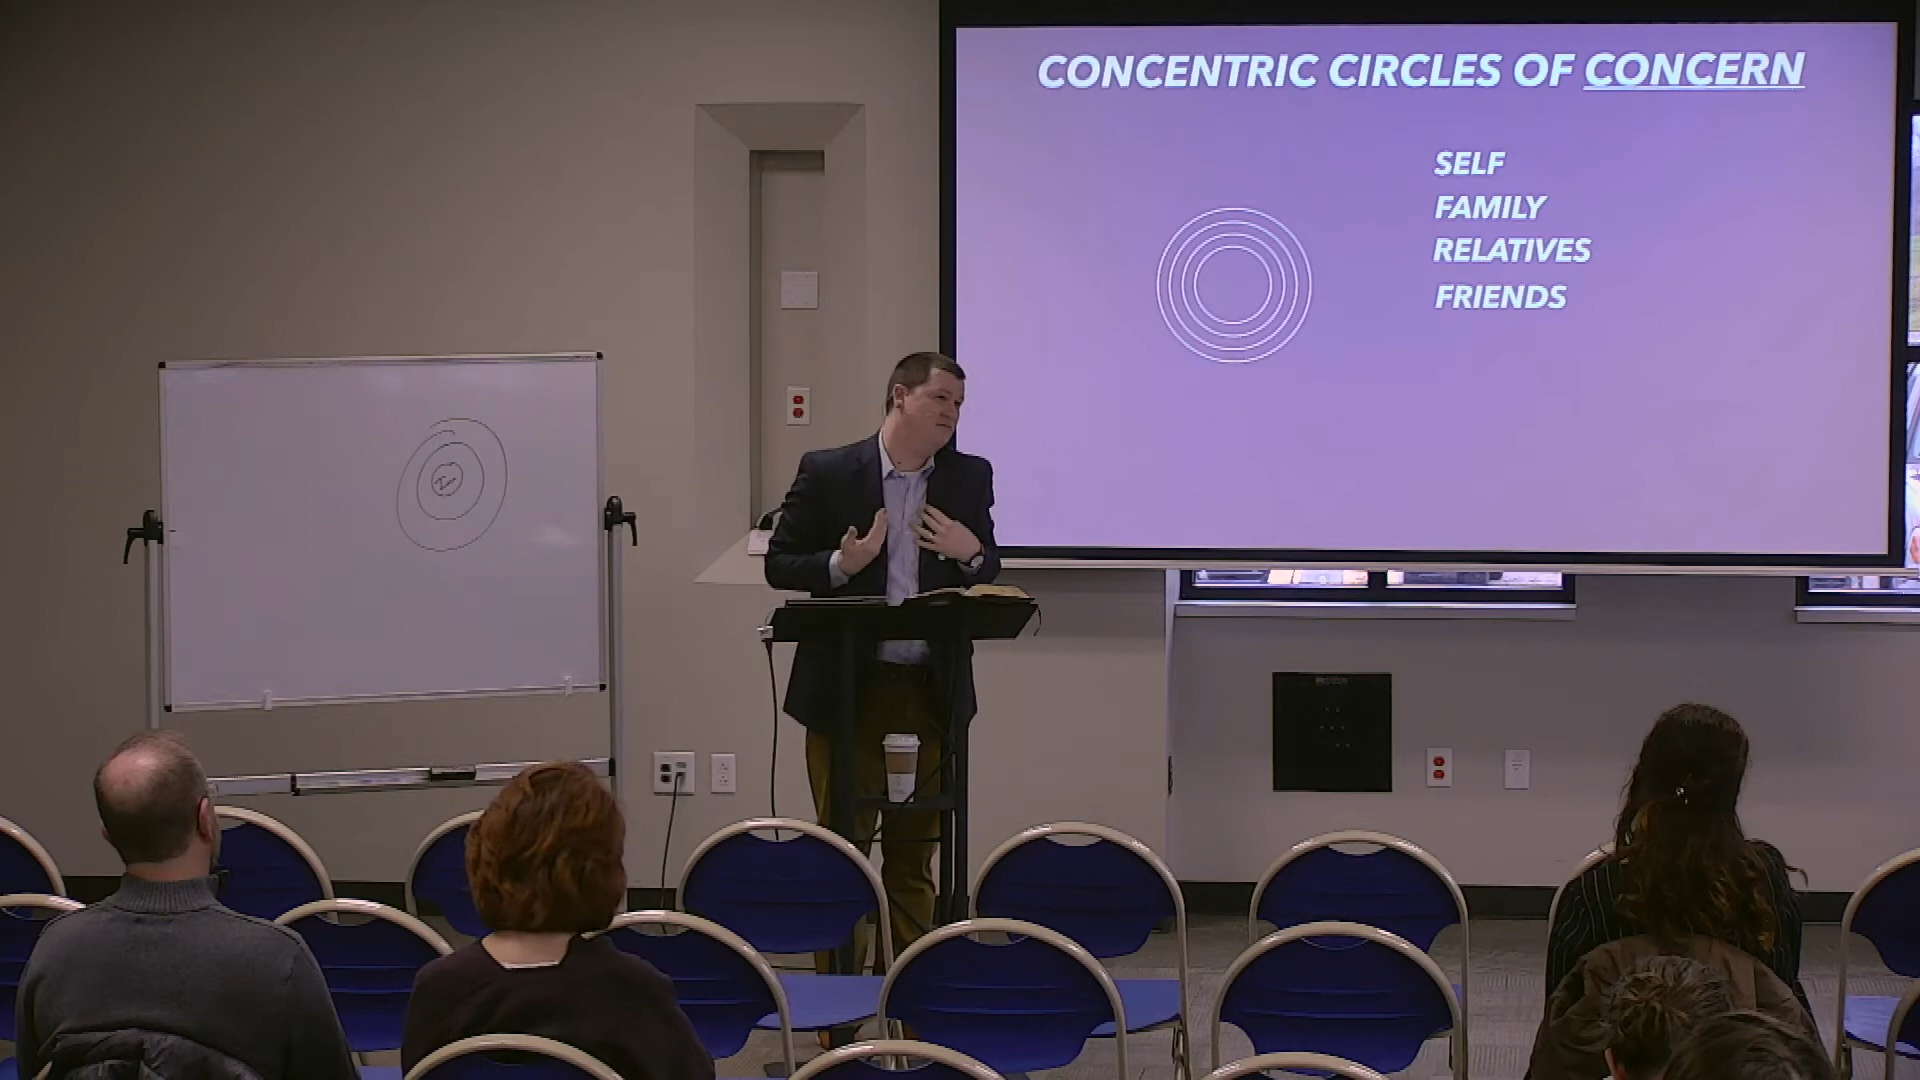 CONCENTRIC CIRCLES OF CONCERN
SELF
FAMILY
RELATIVES
FRIENDS